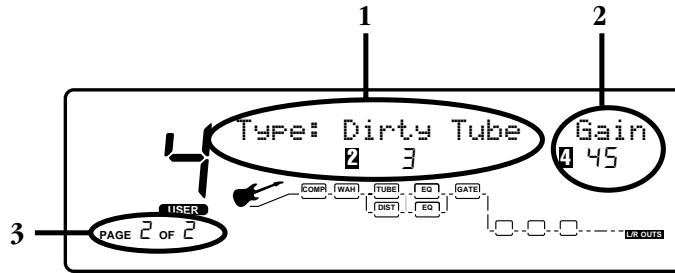 1
2
Type: Dirty Tube
Gain
2 3
4 45
4
COMP WAH TUBE EQ GATE
DIST EQ
USER
3
PAGE 2 OF 2
L/R OUTS